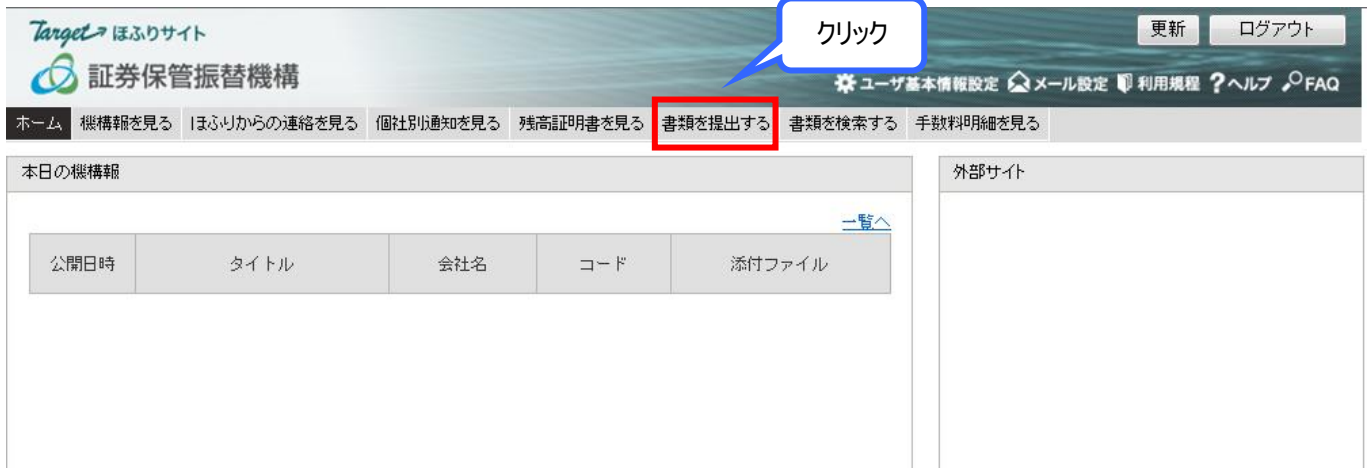 Target ほふりサイト
クリック
更新 ログアウト
証券保管振替機構
ユーザ基本情報設定 メール設定 利用規程 ?ヘルプ FAQ
ホーム 機構報を見る ほふりからの連絡を見る 個社別通知を見る 残高証明書を見る 書類を提出する 書類を検索する 手数料明細を見る
本日の機構報
外部サイト
一覧へ
公開日時 タイトル 会社名 コード 添付ファイル